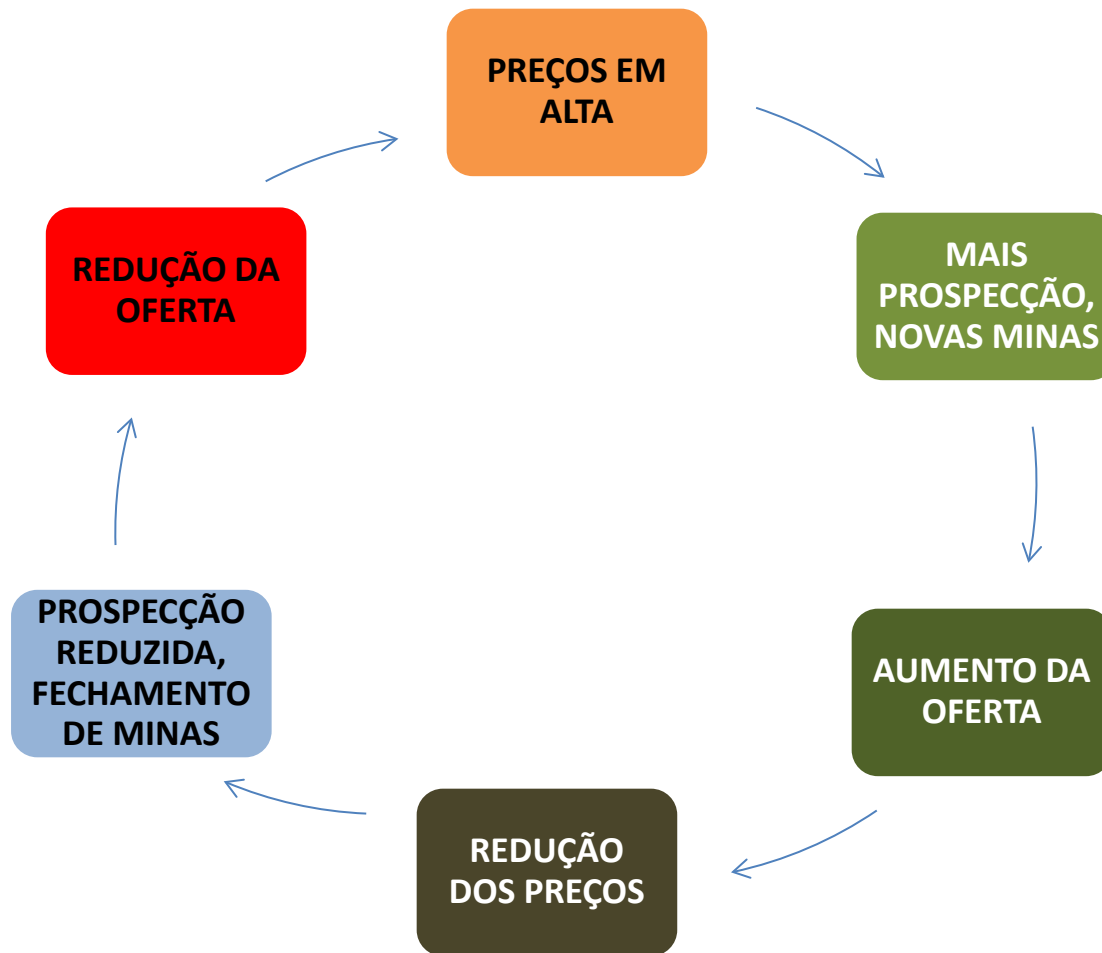 PREÇOS EM
ALTA
MAIS
PROSPECÇÃO,
NOVAS MINAS
AUMENTO DA
OFERTA
REDUÇÃO
DOS PREÇOS
PROSPECÇÃO
REDUZIDA,
FECHAMENTO
DE MINAS
REDUÇÃO DA
OFERTA